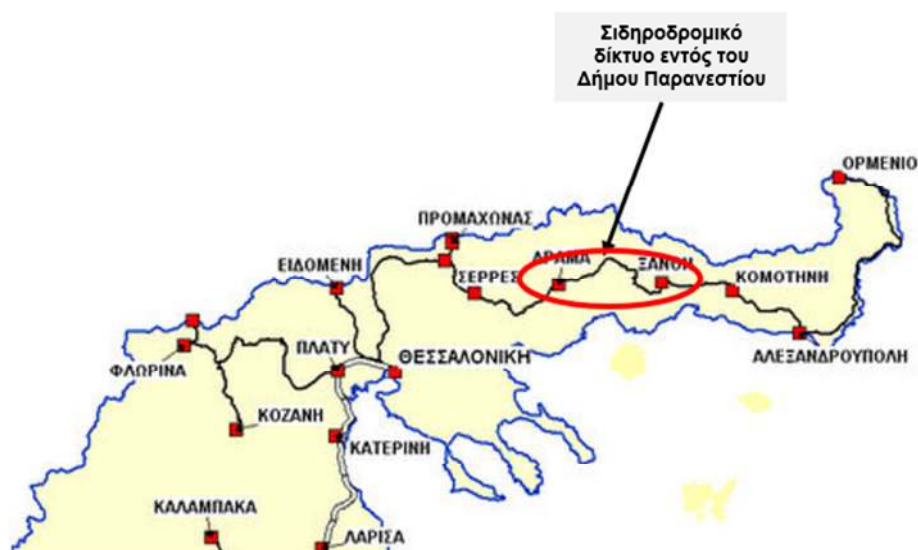 Σιδηροδρομικό
δίκτυο εντός του
Δήμου Παρανεστίου
ΟΡΜΕΝΙΟ
ΠΡΟΜΑΧΩΝΑΣ
ΕΙΔΟΜΕΝΗ
ΣΕΡΡΕΣ
ΔΡΑΜΑ
ΞΑΝΘΗ
ΚΟΜΟΤΗΝΗ
ΑΛΕΞΑΝΔΡΟΥΠΟΛΗ
ΠΛΑΤΥ
ΘΕΣΣΑΛΟΝΙΚΗ
ΦΛΩΡΙΝΑ
ΚΟΖΑΝΗ
ΚΑΤΕΡΙΝΗ
ΚΑΛΑΜΠΑΚΑ
ΛΑΡΙΣΑ